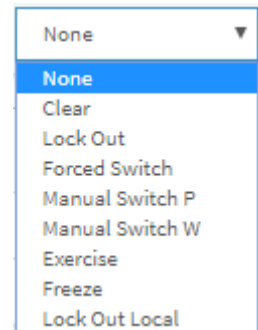 None ▼
None
Clear
Lock Out
Forced Switch
Manual Switch P
Manual Switch W
Exercise
Freeze
Lock Out Local